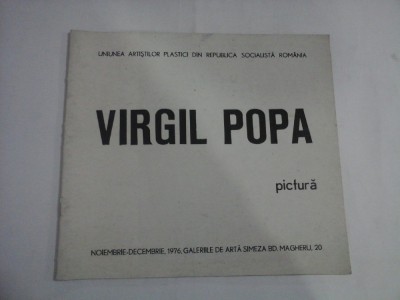 UNIUNEA ARTIȘTILOR PLASTICI DIN REPUBLICA SOCIALISTĂ ROMÂNIA
VIRGIL POPA
pictură
NOIEMBRIE-DECEMBRIE, 1976, GALERIILE DE ARTĂ SIMEZA BD. MAGHERU, 20